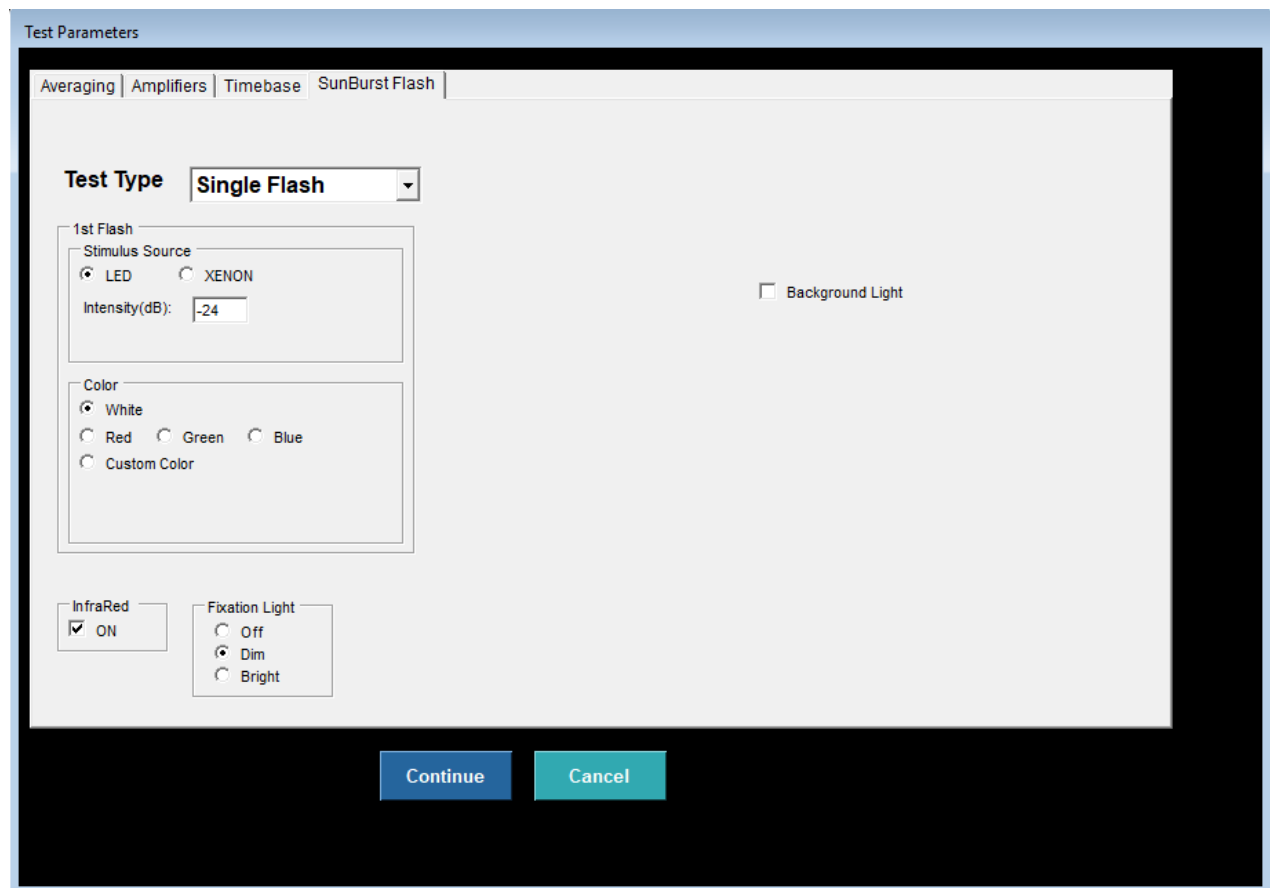 Test Parameters
Averaging Amplifiers Timebase SunBurst Flash
Test Type Single Flash
1st Flash
Stimulus Source
LED XENON
Intensity(dB): -24
Background Light
Color
White
Red Green Blue
Custom Color
InfraRed
ON
Fixation Light
Off
Dim
Bright
Continue Cancel